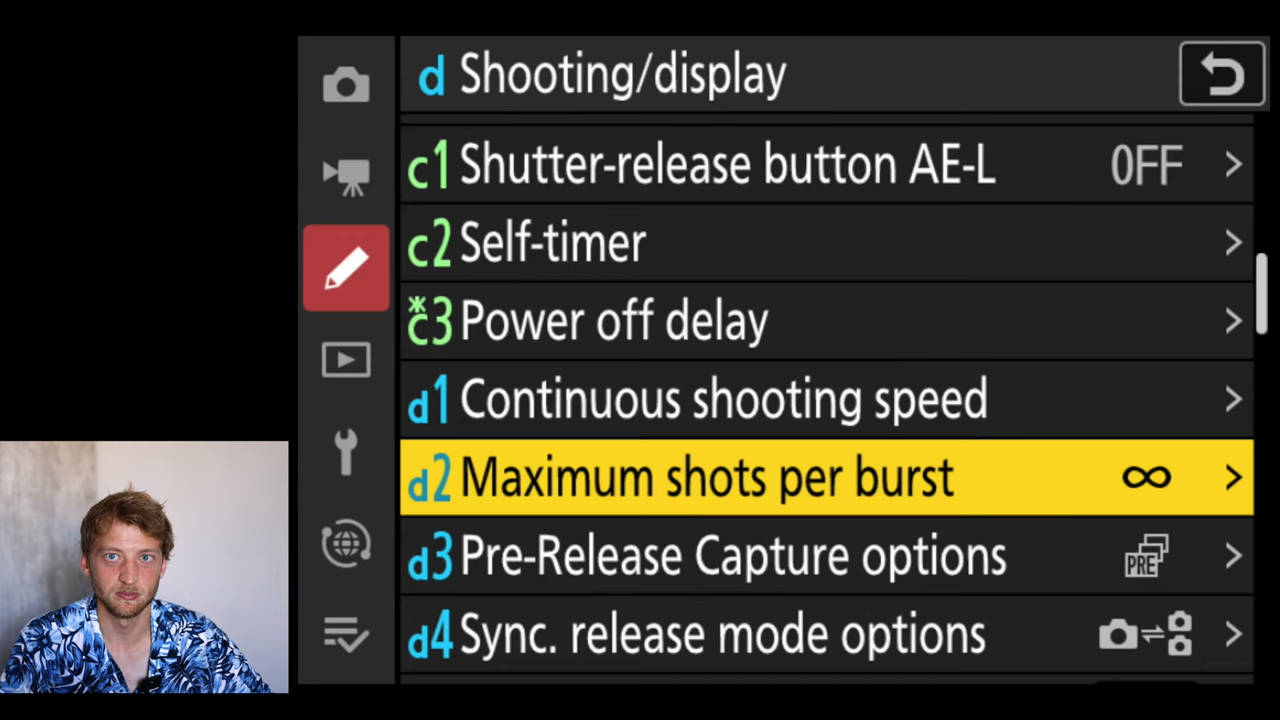 d Shooting/display
c1 Shutter-release button AE-L OFF >
c2 Self-timer >
*c3 Power off delay >
d1 Continuous shooting speed >
d2 Maximum shots per burst ∞ >
d3 Pre-Release Capture options PRE >
d4 Sync. release mode options >